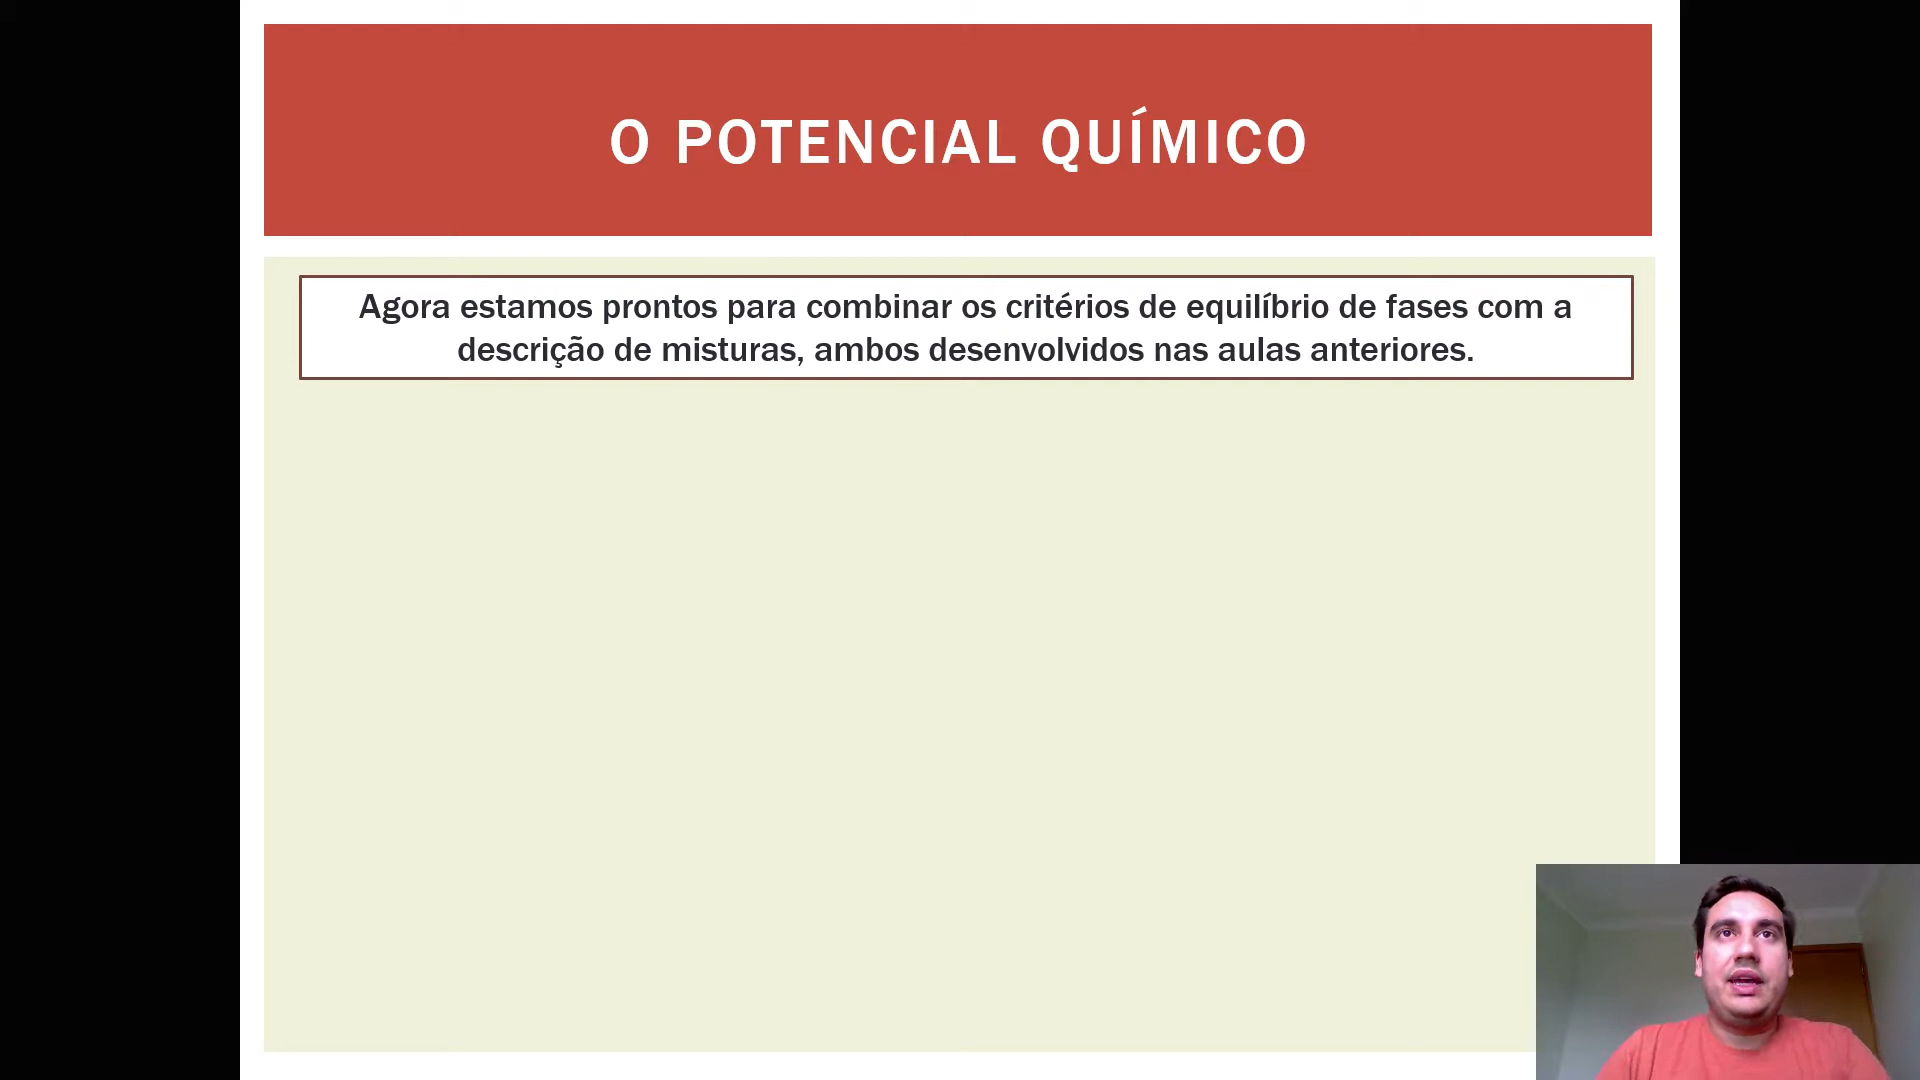 O POTENCIAL QUÍMICO
Agora estamos prontos para combinar os critérios de equilíbrio de fases com a
descrição de misturas, ambos desenvolvidos nas aulas anteriores.